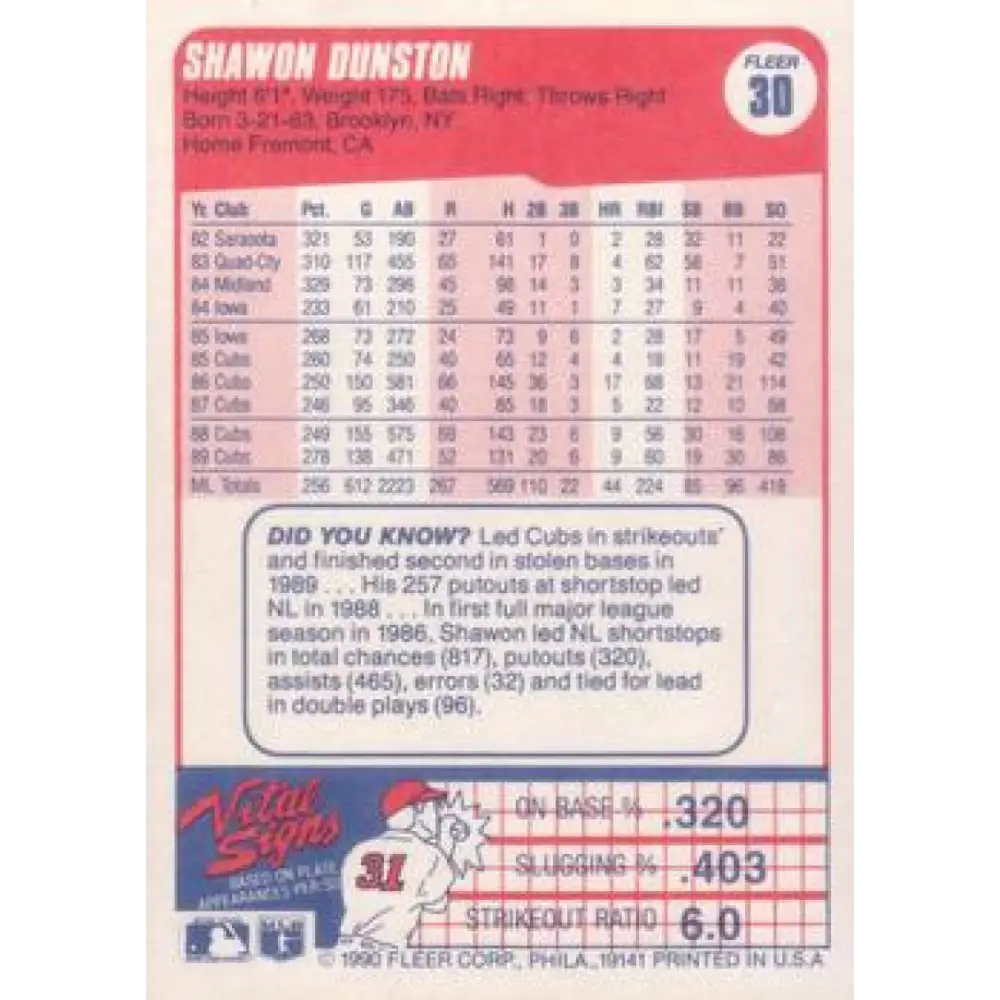 SHAWON DUNSTON
FLEER
30
Height 6'1", Weight 175, Bats Right, Throws Right
Born 3-21-63, Brooklyn, NY
Home Fremont, CA
Yr. Club Pct. G AB R H 2B 3B HR RBI SB BB SO
82 Sarasota 321 53 190 27 61 1 0 2 28 32 11 22
83 Quad-City 310 117 455 65 141 17 8 4 62 58 7 51
84 Midland 329 73 298 45 98 14 3 3 34 11 11 38
84 Iowa 233 61 210 25 49 11 1 7 27 9 4 40
85 Iowa 268 73 272 24 73 9 6 2 28 17 5 49
85 Cubs 260 74 250 40 65 12 4 4 18 11 19 42
86 Cubs 250 150 581 66 145 36 3 17 68 13 21 114
87 Cubs 246 95 346 40 85 18 3 5 22 12 10 68
88 Cubs 249 155 575 69 143 23 6 9 56 30 16 108
89 Cubs 278 138 471 52 131 20 6 9 60 19 30 86
ML Totals 256 612 2223 267 569 110 22 44 224 85 96 418
DID YOU KNOW? Led Cubs in strikeouts'
and finished second in stolen bases in
1989 . . . His 257 putouts at shortstop led
NL in 1988 . . . In first full major league
season in 1986, Shawon led NL shortstops
in total chances (817), putouts (320),
assists (465), errors (32) and tied for lead
in double plays (96).
Vital
Signs
BASED ON PLATE
APPEARANCES PER
31
ON BASE % .320
SLUGGING % .403
STRIKEOUT RATIO 6.0
© 1990 FLEER CORP., PHILA., 19141 PRINTED IN U.S.A